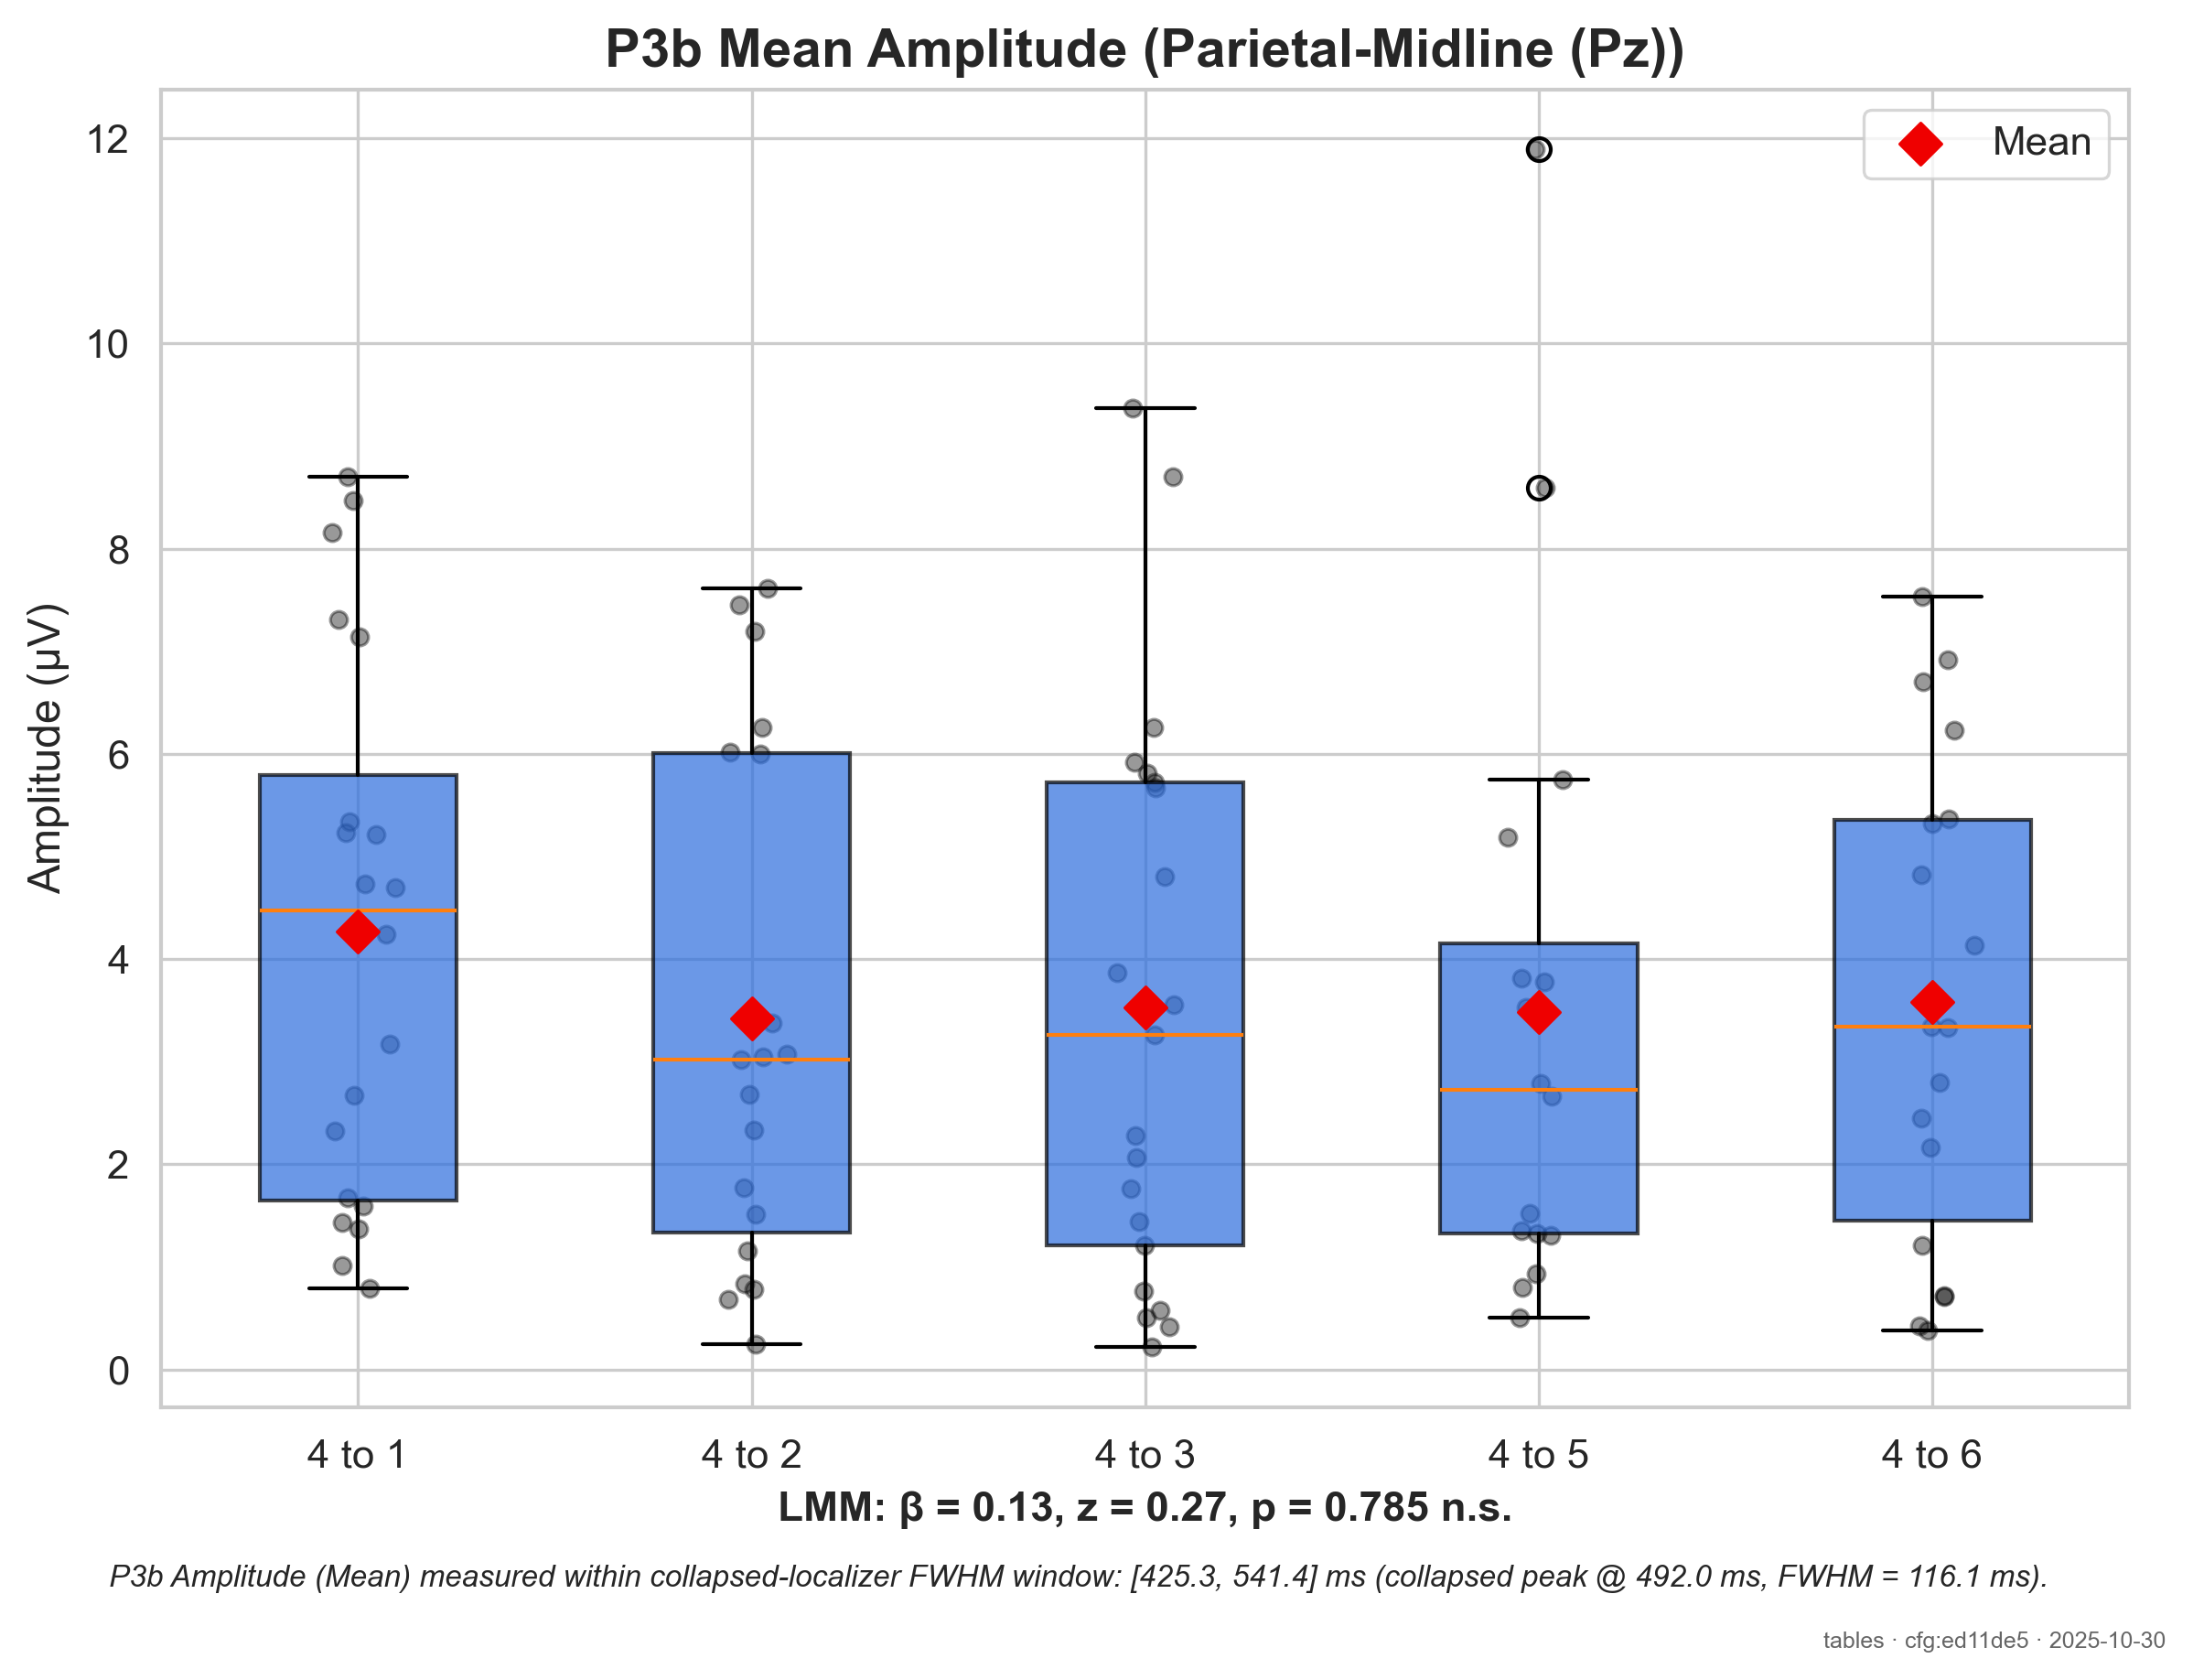 P3b Mean Amplitude (Parietal-Midline (Pz))
Mean
Amplitude (µV)
12
10
8
6
4
2
0
4 to 1
4 to 2
4 to 3
4 to 5
4 to 6
LMM: β = 0.13, z = 0.27, p = 0.785 n.s.
P3b Amplitude (Mean) measured within collapsed-localizer FWHM window: [425.3, 541.4] ms (collapsed peak @ 492.0 ms, FWHM = 116.1 ms).
tables · cfg:ed11de5 · 2025-10-30